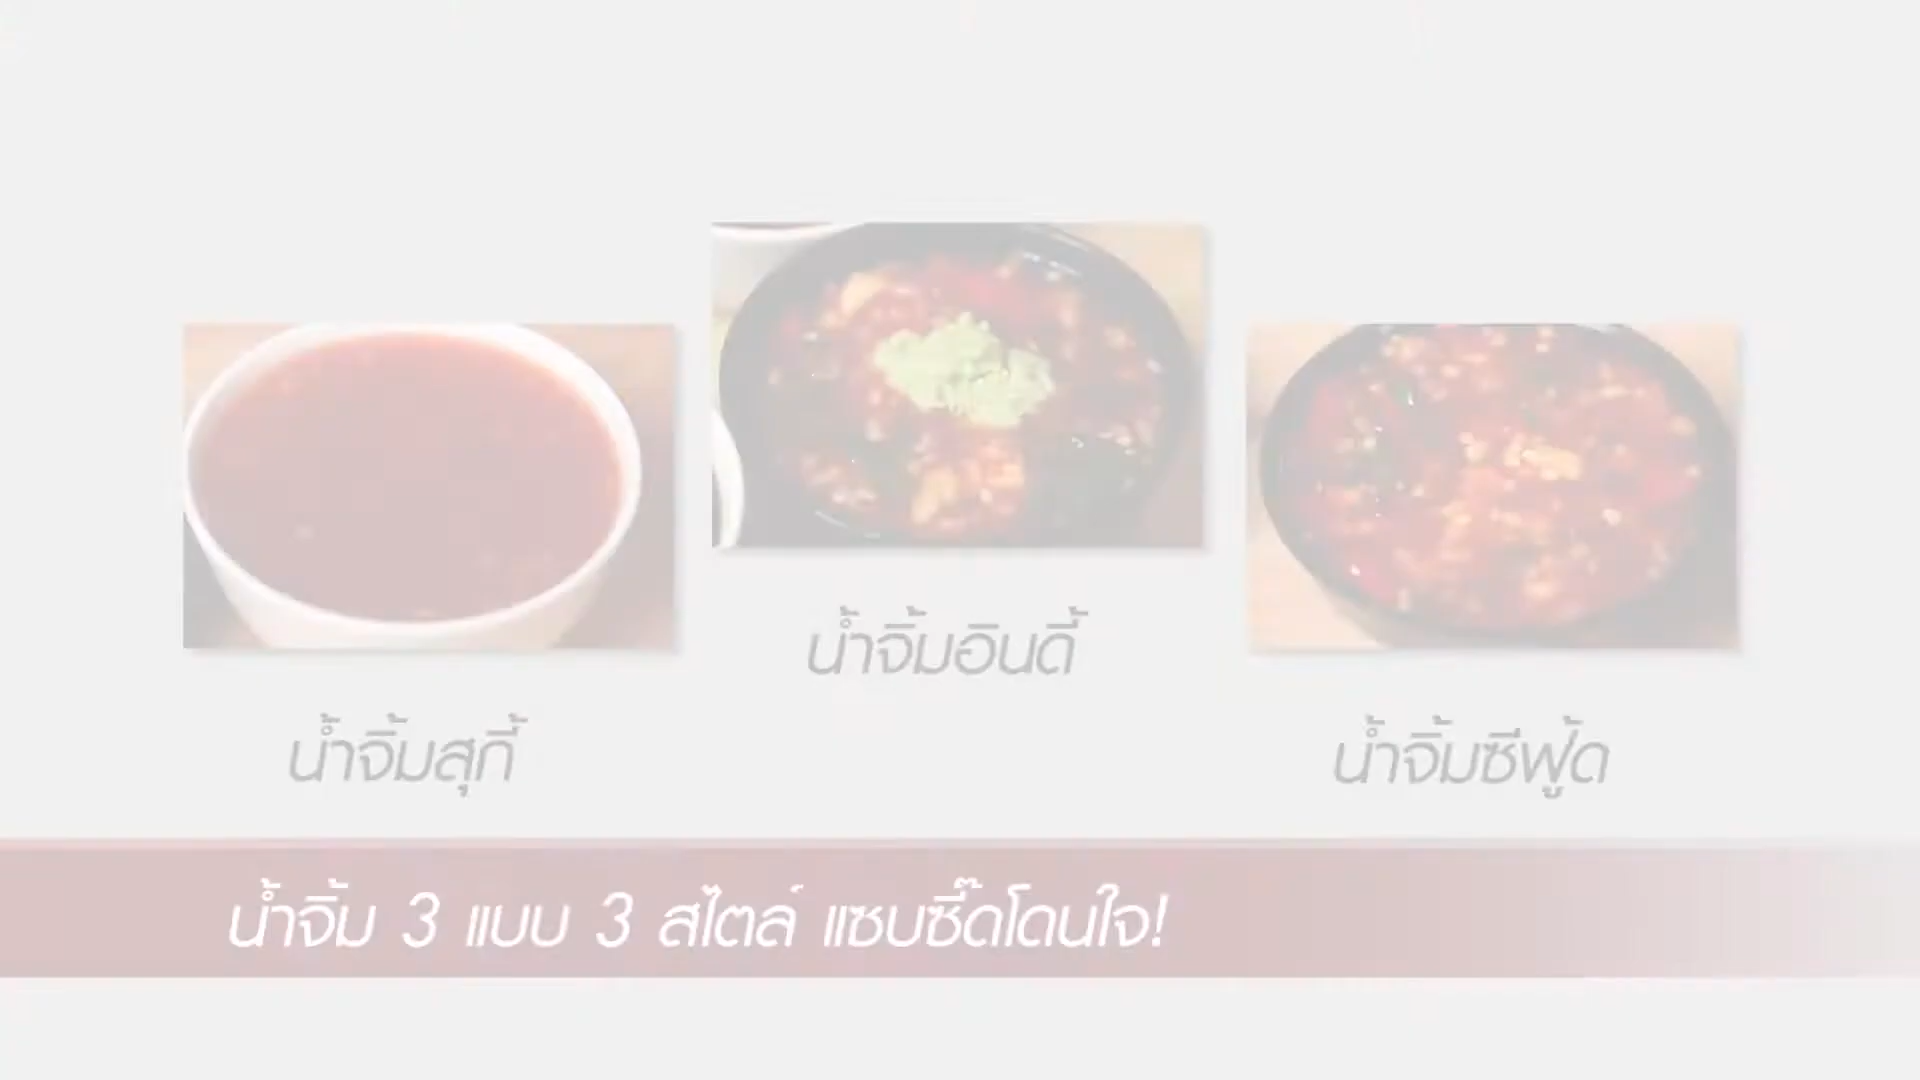 น้ำจิ้มอินดี้
น้ำจิ้มสุกี้
น้ำจิ้มซีฟู้ด
น้ำจิ้ม 3 แบบ 3 สไตล์ แซบซี๊ดโดนใจ!